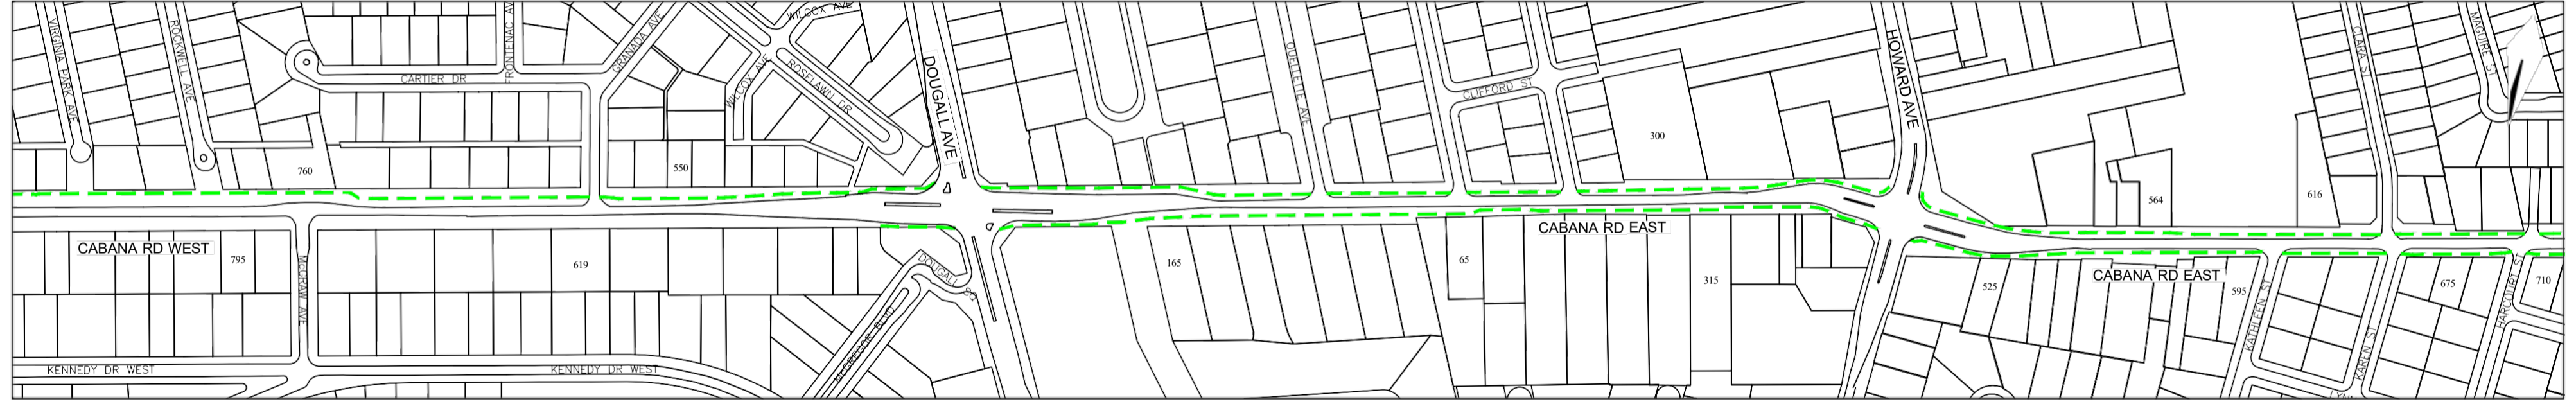 VIRGINIA PARK AVE
ROCKWELL AVE
CARTIER DR
FRONTENAC AV
GRANADA AVE
WILCOX AVE
WILCOX AVE
ROSELAWN DR
DOUGALL AVE
OUELLETTE AVE
CLIFFORD ST
300
HOWARD AVE
CLARA ST
MAGUIRE ST
760
550
564
616
CABANA RD WEST
795
McGRAW AVE
619
DOUGALL SQ
McGREGOR BLVD
165
65
CABANA RD EAST
315
525
CABANA RD EAST
595
KATHLEEN ST
KAREN ST
675
HARCOURT ST
710
KENNEDY DR WEST
KENNEDY DR WEST